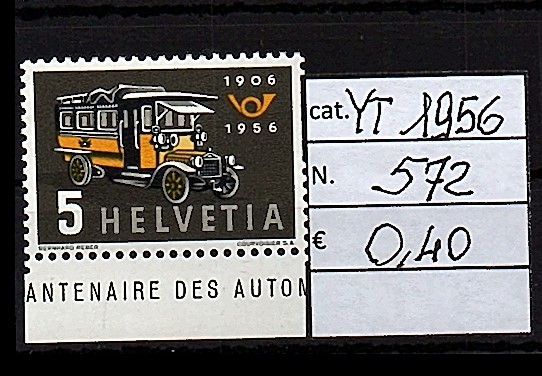 1906
1956
5 HELVETIA
BERNHARD REBER COURVOISIER S.A.
ANTENAIRE DES AUTOM
cat. YT 1956
N. 572
€ 0,40